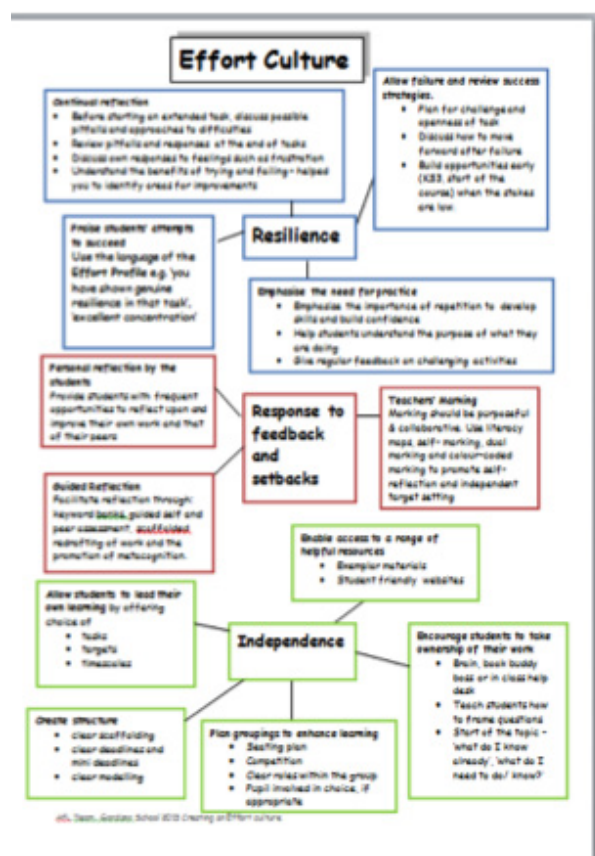 Effort Culture
Continual reflection
• Before starting an extended task, discuss possible
pitfalls and approaches to difficulties
• Review pitfalls and responses at the end of tasks
• Discuss own responses to feelings such as frustration
• Understand the benefits of trying and failing – helped
you to identify areas for improvements
Allow failure and review success
strategies.
• Plan for challenge and
openness of task
• Discuss how to move
forward after failure
• Build opportunities early
(KS3, start of the
course) when the stakes
are low.
Praise students' attempts
to succeed
Use the language of the
Effort Profile e.g. 'you
have shown genuine
resilience in that task',
'excellent concentration'
Resilience
Emphasise the need for practice
• Emphasise the importance of repetition to develop
skills and build confidence
• Help students understand the purpose of what they
are doing
• Give regular feedback on challenging activities
Personal reflection by the
students
Provide students with frequent
opportunities to reflect upon and
improve their own work and that
of their peers
Response to
feedback
and
setbacks
Teachers' Marking
Marking should be purposeful
& collaborative. Use literacy
maps, self- marking, dual
marking and colour-coded
marking to promote self-
reflection and independent
target setting
Guided Reflection
Facilitate reflection through:
keyword banks, guided self and
peer assessment, scaffolded
redrafting of work and the
promotion of metacognition.
Enable access to a range of
helpful resources
• Exemplar materials
• Student friendly websites
Allow students to lead their
own learning by offering
choice of
• tasks
• targets
• timescales
Independence
Encourage students to take
ownership of their work
• Brain, book buddy
boss or in class help
desk
• Teach students how
to frame questions
• Start of the topic –
'what do I know
already', 'what do I
need to do/ know?'
Create structure
• clear scaffolding
• clear deadlines and
mini deadlines
• clear modelling
Plan groupings to enhance learning
• Seating plan
• Competition
• Clear roles within the group
• Pupil involved in choice, if
appropriate
Team, School Creating an Effort culture